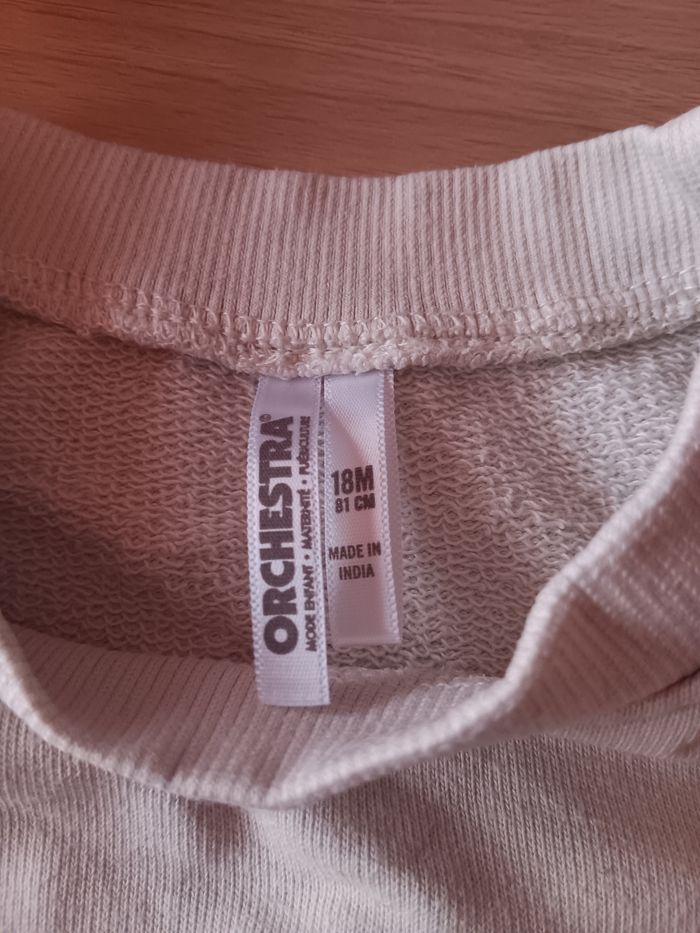 ORCHESTRA®
MODE ENFANT • MATERNITÉ • PUÉRICULTURE
18M
81 CM
MADE IN
INDIA